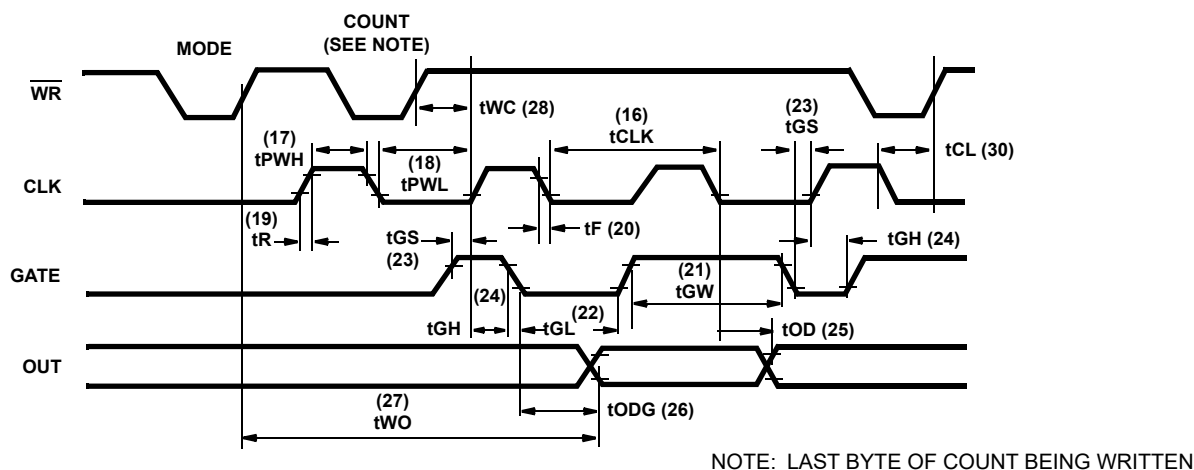 COUNT
MODE (SEE NOTE)
WR
tWC (28)
(16)
tCLK
(23)
tGS
(17)
tPWH
(18)
tPWL
tCL (30)
CLK
(19)
tR
tF (20)
tGS
(23)
tGH (24)
GATE
(24)
(21)
tGW
(22)
tGH
tGL
tOD (25)
OUT
(27)
tWO
tODG (26)
NOTE: LAST BYTE OF COUNT BEING WRITTEN